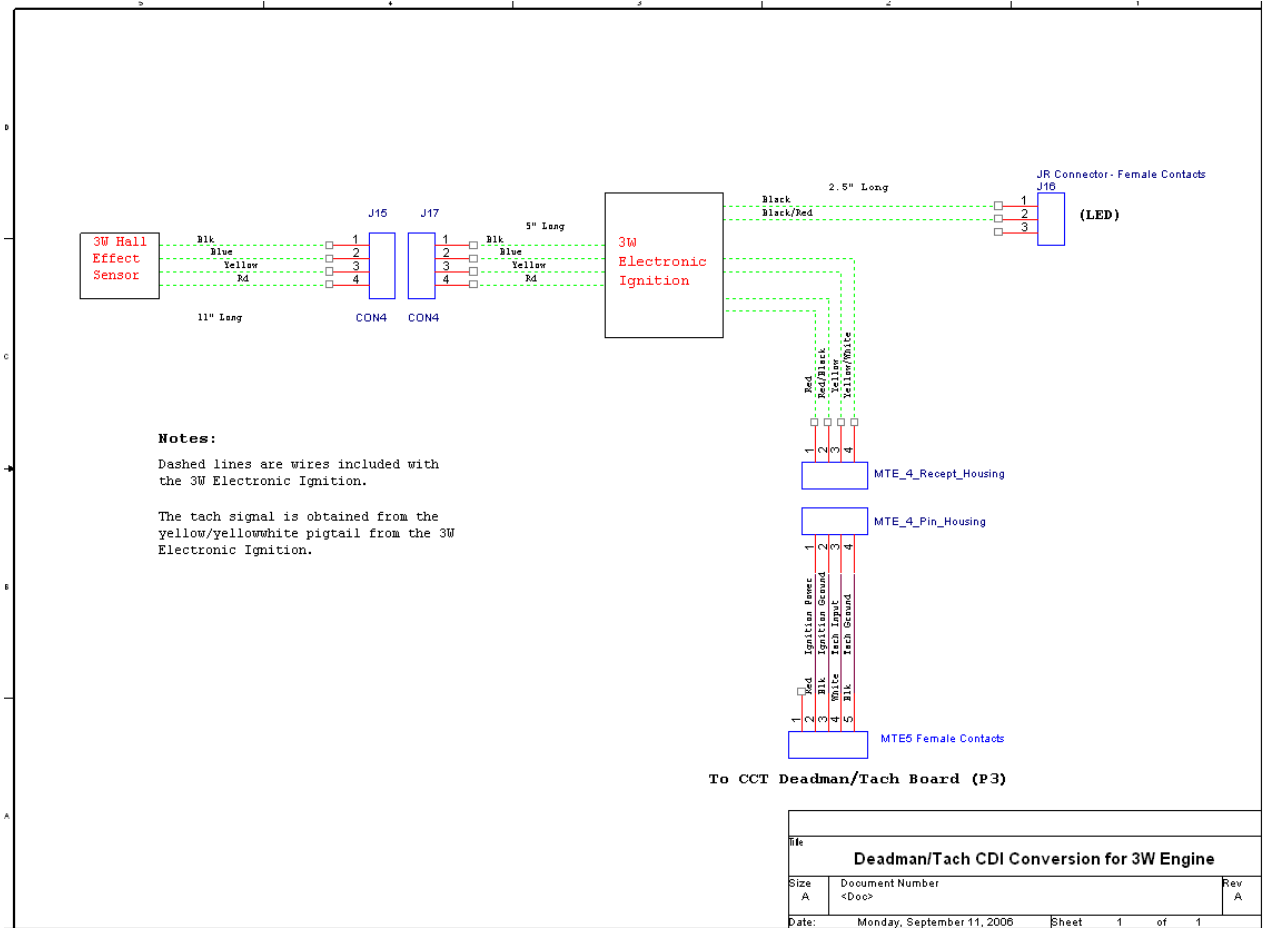 5 4 3 2 1
D
C
B
A
JR Connector - Female Contacts
J16
2.5" Long
Black
Black/Red
1
2
3
(LED)
J15 J17
5" Long
3W Hall
Effect
Sensor
Blk
Blue
Yellow
Rd
1
2
3
4
1
2
3
4
Blk
Blue
Yellow
Rd
3W
Electronic
Ignition
11" Long
CON4 CON4
Red
Red/Black
Yellow
Yellow/White
1 2 3 4
MTE_4_Recept_Housing
MTE_4_Pin_Housing
1 2 3 4
Notes:
Dashed lines are wires included with
the 3W Electronic Ignition.
The tach signal is obtained from the
yellow/yellowwhite pigtail from the 3W
Electronic Ignition.
Ignition Power
Ignition Ground
Tach Input
Tach Ground
Red
Blk
White
Blk
1 2 3 4 5
MTE5 Female Contacts
To CCT Deadman/Tach Board (P3)
Title
Deadman/Tach CDI Conversion for 3W Engine
Size Document Number Rev
A <Doc> A
Date: Monday, September 11, 2006 Sheet 1 of 1